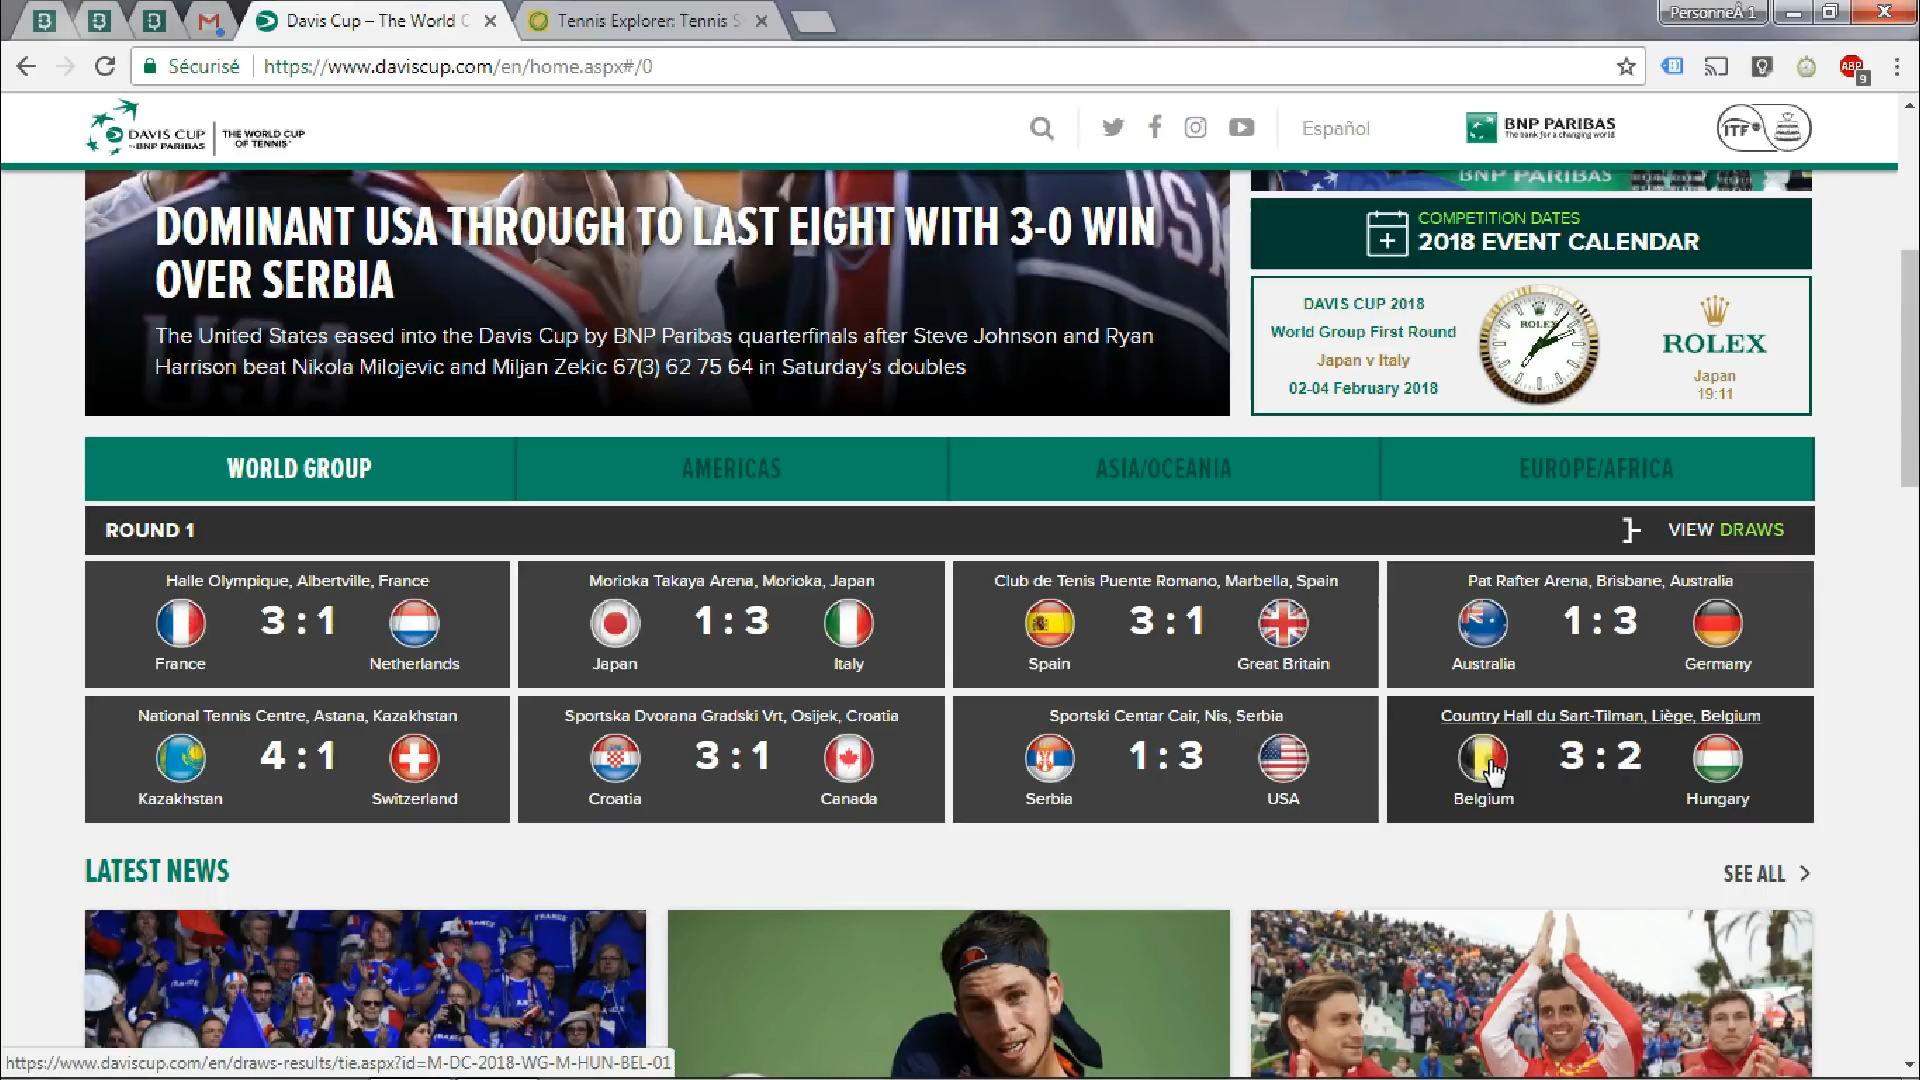 Davis Cup – The World C
Tennis Explorer: Tennis S
PersonneÂ 1
Sécurisé
https://www.daviscup.com/en/home.aspx#/0
ABP
9
DAVIS CUP
BY BNP PARIBAS
THE WORLD CUP
OF TENNIS
Español
BNP PARIBAS
The bank for a changing world
ITF
DOMINANT USA THROUGH TO LAST EIGHT WITH 3-0 WIN
OVER SERBIA
The United States eased into the Davis Cup by BNP Paribas quarterfinals after Steve Johnson and Ryan
Harrison beat Nikola Milojevic and Miljan Zekic 67(3) 62 75 64 in Saturday's doubles
USA
BNP PARIBAS
COMPETITION DATES
2018 EVENT CALENDAR
DAVIS CUP 2018
World Group First Round
Japan v Italy
02-04 February 2018
ROLEX
ROLEX
Japan
19:11
WORLD GROUP
AMERICAS
ASIA/OCEANIA
EUROPE/AFRICA
ROUND 1
VIEW DRAWS
Halle Olympique, Albertville, France
3 : 1
France
Netherlands
Morioka Takaya Arena, Morioka, Japan
1 : 3
Japan
Italy
Club de Tenis Puente Romano, Marbella, Spain
3 : 1
Spain
Great Britain
Pat Rafter Arena, Brisbane, Australia
1 : 3
Australia
Germany
National Tennis Centre, Astana, Kazakhstan
4 : 1
Kazakhstan
Switzerland
Sportska Dvorana Gradski Vrt, Osijek, Croatia
3 : 1
Croatia
Canada
Sportski Centar Cair, Nis, Serbia
1 : 3
Serbia
USA
Country Hall du Sart-Tilman, Liège, Belgium
3 : 2
Belgium
Hungary
LATEST NEWS
SEE ALL
FRANCE
https://www.daviscup.com/en/draws-results/tie.aspx?id=M-DC-2018-WG-M-HUN-BEL-01